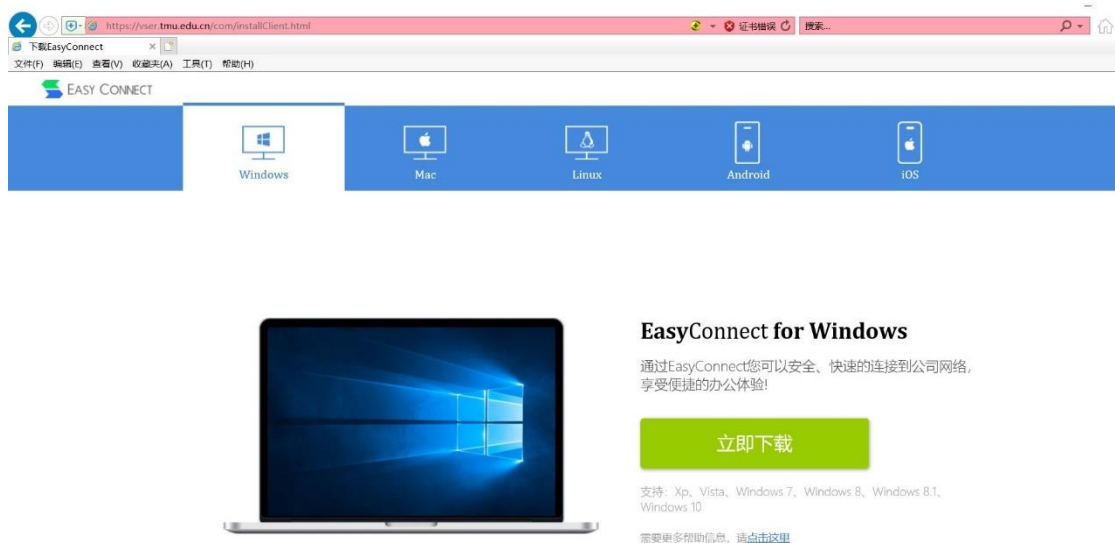 https://vser.tmu.edu.cn/com/installClient.html
证书错误
搜索...
下载EasyConnect
文件(F) 编辑(E) 查看(V) 收藏夹(A) 工具(T) 帮助(H)
EASY CONNECT
Windows
Mac
Linux
Android
iOS
EasyConnect for Windows
通过EasyConnect您可以安全、快速的连接到公司网络,
享受便捷的办公体验!
立即下载
支持: Xp、Vista、Windows 7、Windows 8、Windows 8.1、
Windows 10
需要更多帮助信息, 请点击这里